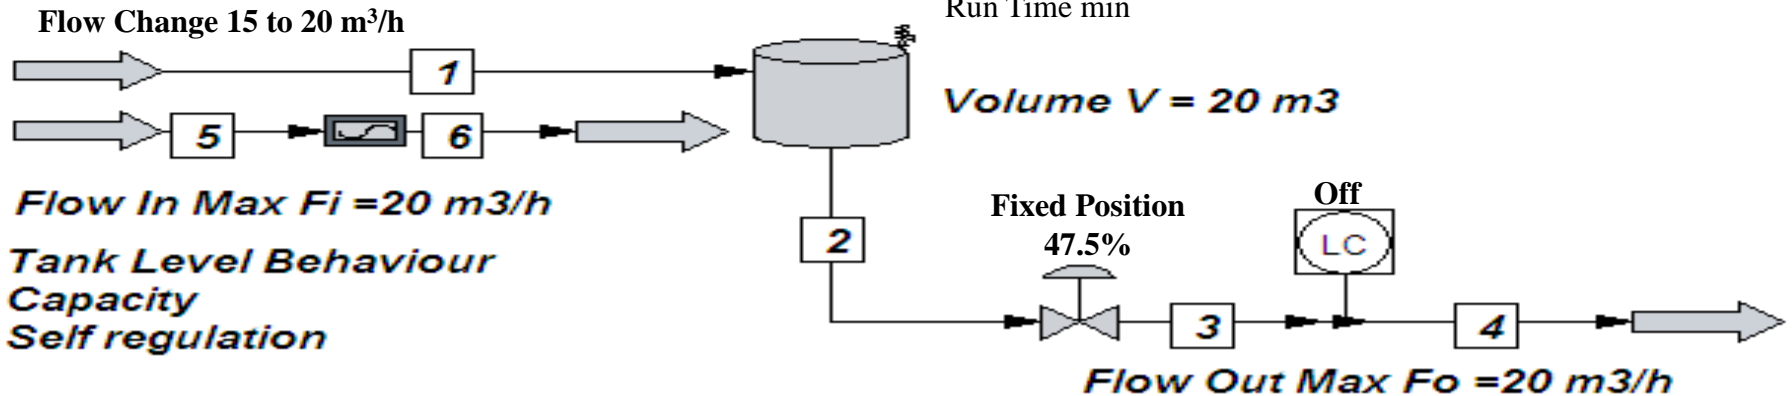 Run Time min
Flow Change 15 to 20 m³/h
1
5
6
Volume V = 20 m3
Flow In Max Fi =20 m3/h
Fixed Position
47.5%
Off
LC
2
Tank Level Behaviour
Capacity
Self regulation
3
4
Flow Out Max Fo =20 m3/h